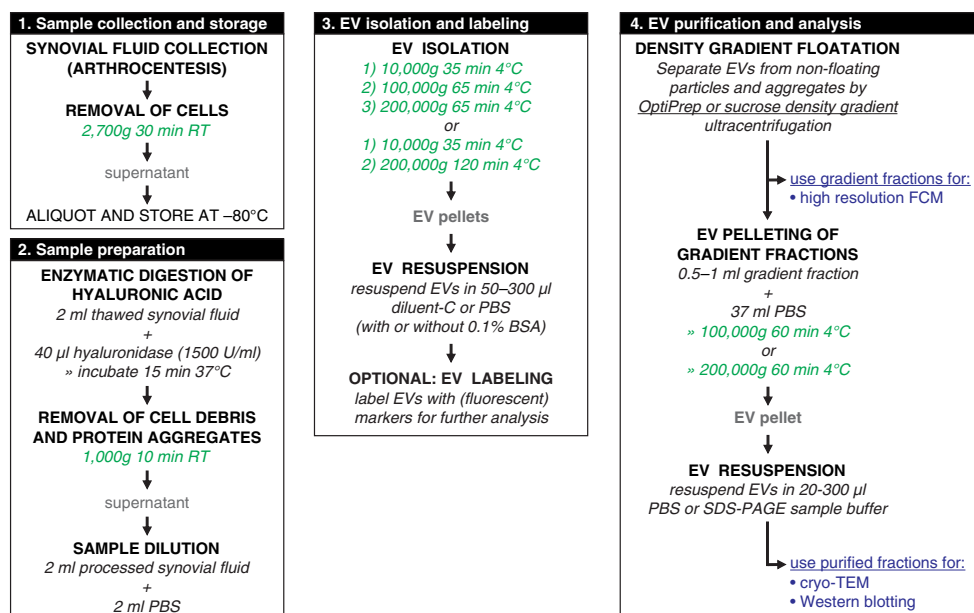 1. Sample collection and storage
SYNOVIAL FLUID COLLECTION
(ARTHROCENTESIS)
REMOVAL OF CELLS
2,700g 30 min RT
supernatant
ALIQUOT AND STORE AT –80°C
2. Sample preparation
ENZYMATIC DIGESTION OF
HYALURONIC ACID
2 ml thawed synovial fluid
+
40 µl hyaluronidase (1500 U/ml)
» incubate 15 min 37°C
REMOVAL OF CELL DEBRIS
AND PROTEIN AGGREGATES
1,000g 10 min RT
supernatant
SAMPLE DILUTION
2 ml processed synovial fluid
+
2 ml PBS
3. EV isolation and labeling
EV ISOLATION
1) 10,000g 35 min 4°C
2) 100,000g 65 min 4°C
3) 200,000g 65 min 4°C
or
1) 10,000g 35 min 4°C
2) 200,000g 120 min 4°C
EV pellets
EV RESUSPENSION
resuspend EVs in 50–300 µl
diluent-C or PBS
(with or without 0.1% BSA)
OPTIONAL: EV LABELING
label EVs with (fluorescent)
markers for further analysis
4. EV purification and analysis
DENSITY GRADIENT FLOATATION
Separate EVs from non-floating
particles and aggregates by
OptiPrep or sucrose density gradient
ultracentrifugation
use gradient fractions for:
• high resolution FCM
EV PELLETING OF
GRADIENT FRACTIONS
0.5–1 ml gradient fraction
+
37 ml PBS
» 100,000g 60 min 4°C
or
» 200,000g 60 min 4°C
EV pellet
EV RESUSPENSION
resuspend EVs in 20-300 µl
PBS or SDS-PAGE sample buffer
use purified fractions for:
• cryo-TEM
• Western blotting